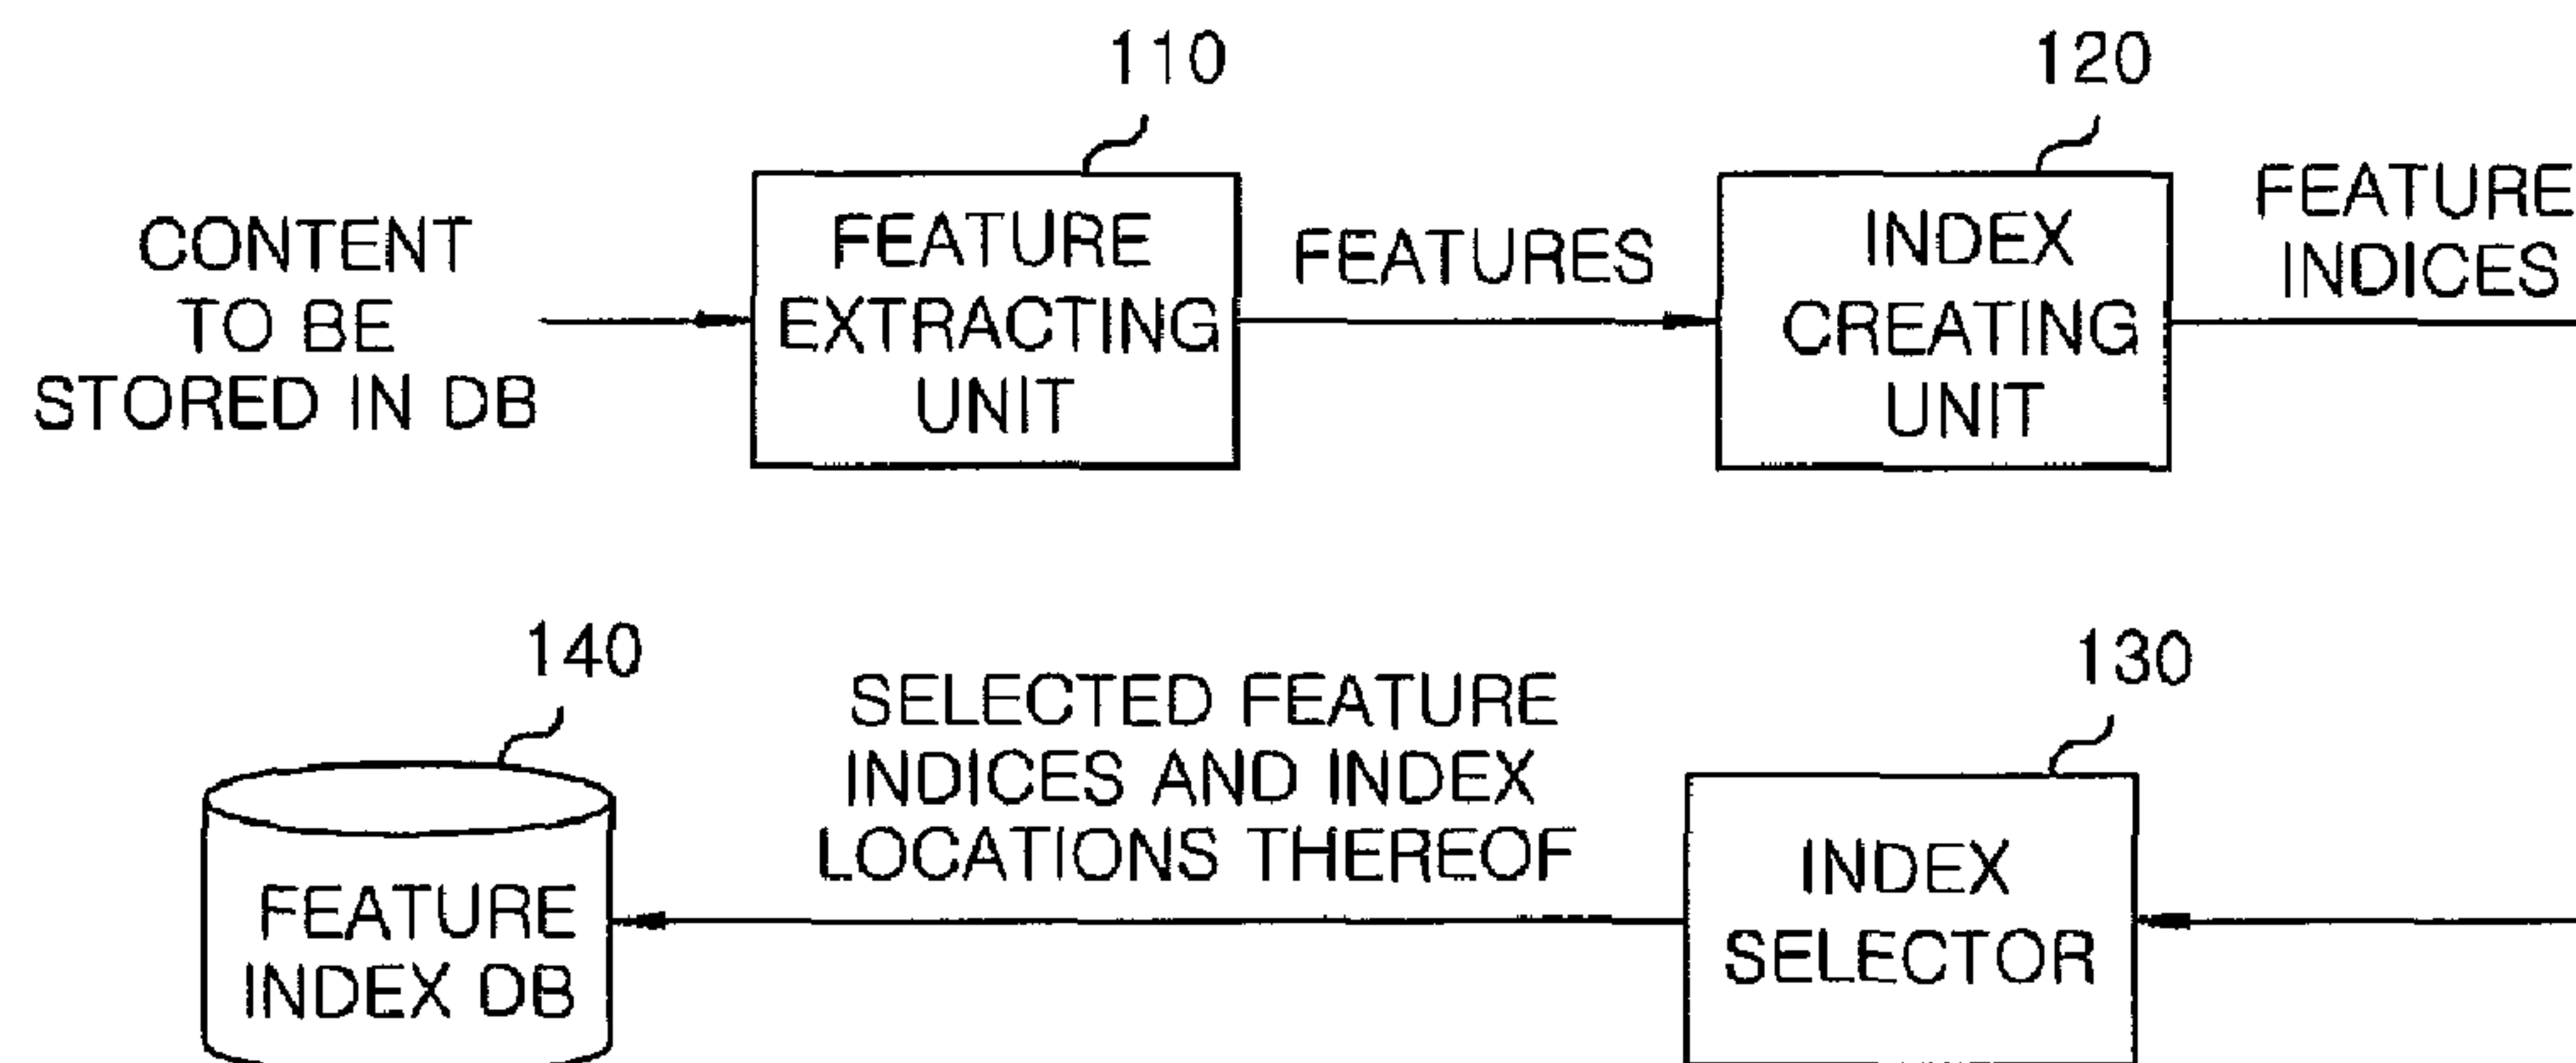 110
120
CONTENT
TO BE
STORED IN DB
FEATURE
EXTRACTING
UNIT
FEATURES
INDEX
CREATING
UNIT
FEATURE
INDICES
140
130
SELECTED FEATURE
INDICES AND INDEX
LOCATIONS THEREOF
FEATURE
INDEX DB
INDEX
SELECTOR